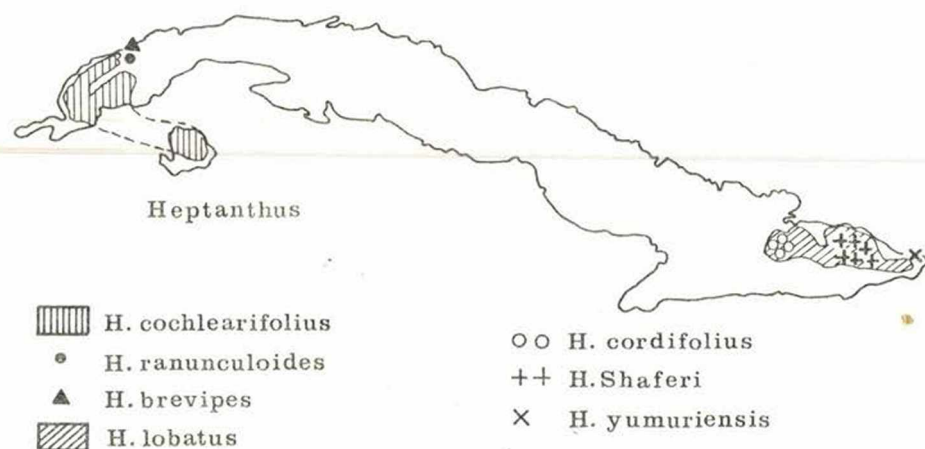 Heptanthus
H. cochlearifolius
H. ranunculoides
H. brevipes
H. lobatus
H. cordifolius
H.Shaferi
H. yumuriensis